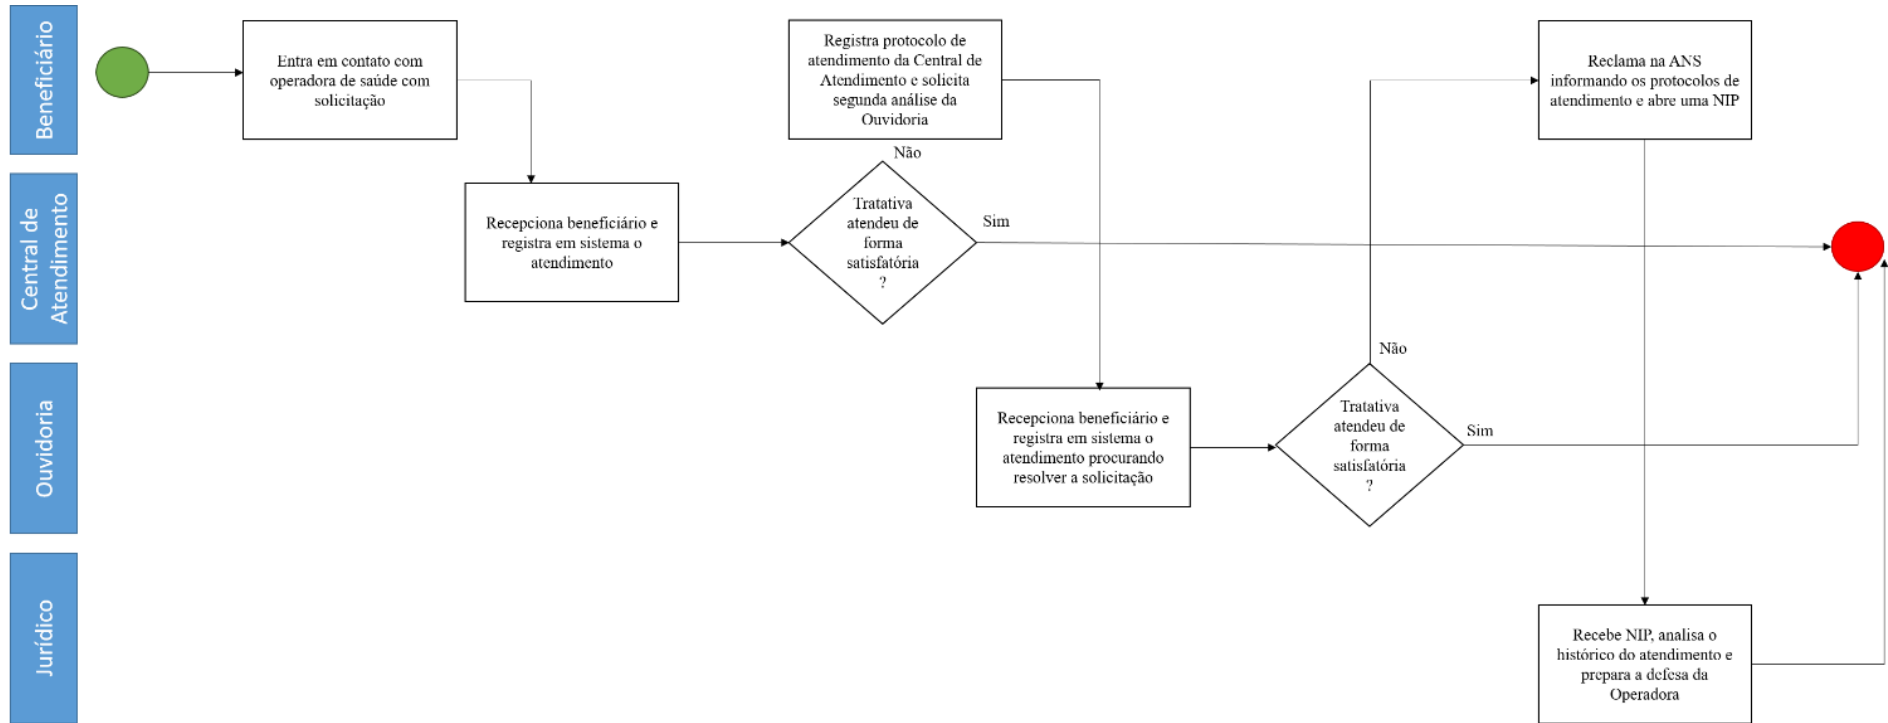 Beneficiário
Entra em contato com
operadora de saúde com
solicitação
Registra protocolo de
atendimento da Central de
Atendimento e solicita
segunda análise da
Ouvidoria
Reclama na ANS
informando os protocolos de
atendimento e abre uma NIP
Central de
Atendimento
Recepciona beneficiário e
registra em sistema o
atendimento
Não
Tratativa
atendeu de
forma
satisfatória
?
Sim
Ouvidoria
Recepciona beneficiário e
registra em sistema o
atendimento procurando
resolver a solicitação
Não
Tratativa
atendeu de
forma
satisfatória
?
Sim
Jurídico
Recebe NIP, analisa o
histórico do atendimento e
prepara a defesa da
Operadora